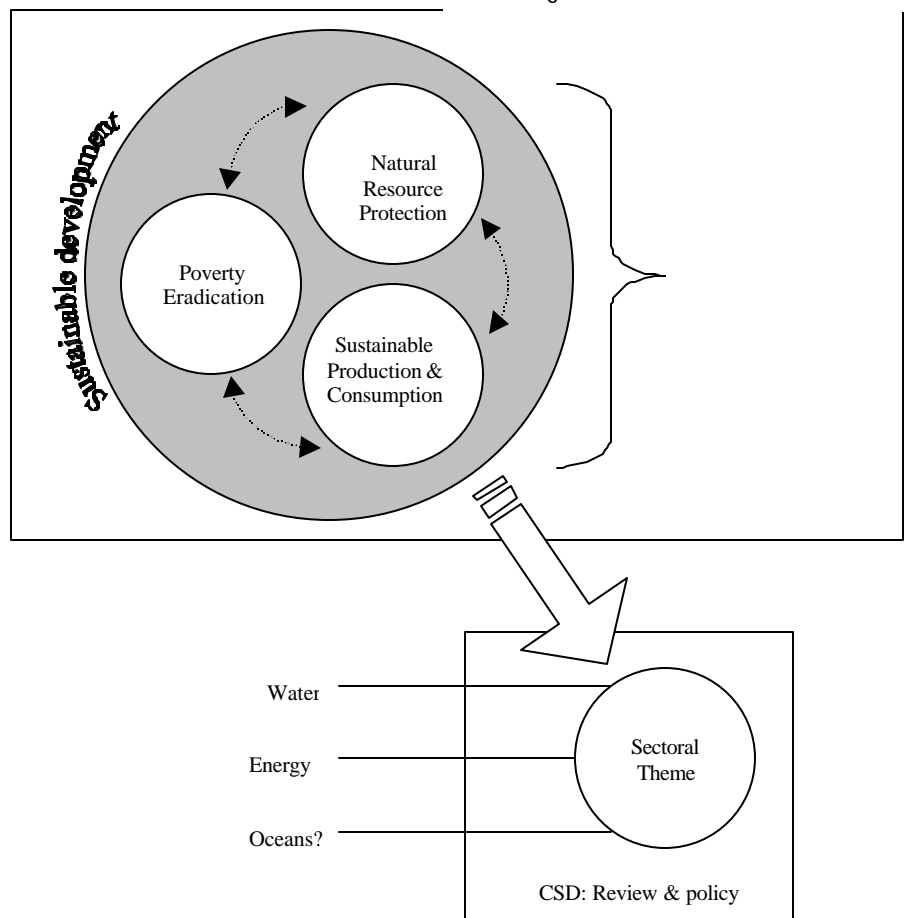 Sustainable development
Natural
Resource
Protection
Poverty
Eradication
Sustainable
Production &
Consumption
Water
Energy
Oceans?
Sectoral
Theme
CSD: Review & policy